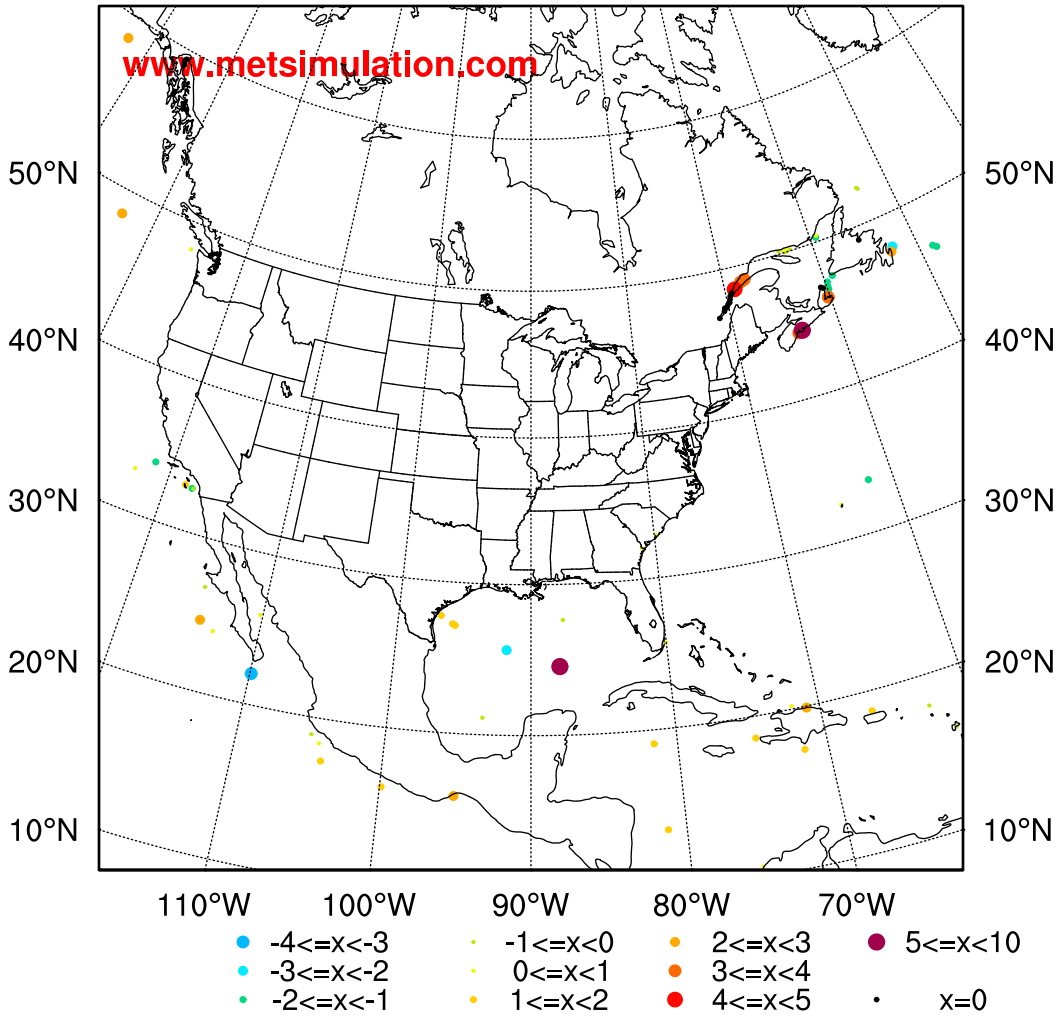 www.metsimulation.com
50°N 50°N
40°N 40°N
30°N 30°N
20°N 20°N
10°N 10°N
110°W 100°W 90°W 80°W 70°W
-4<=x<-3 -1<=x<0 2<=x<3 5<=x<10
-3<=x<-2 0<=x<1 3<=x<4
-2<=x<-1 1<=x<2 4<=x<5 x=0